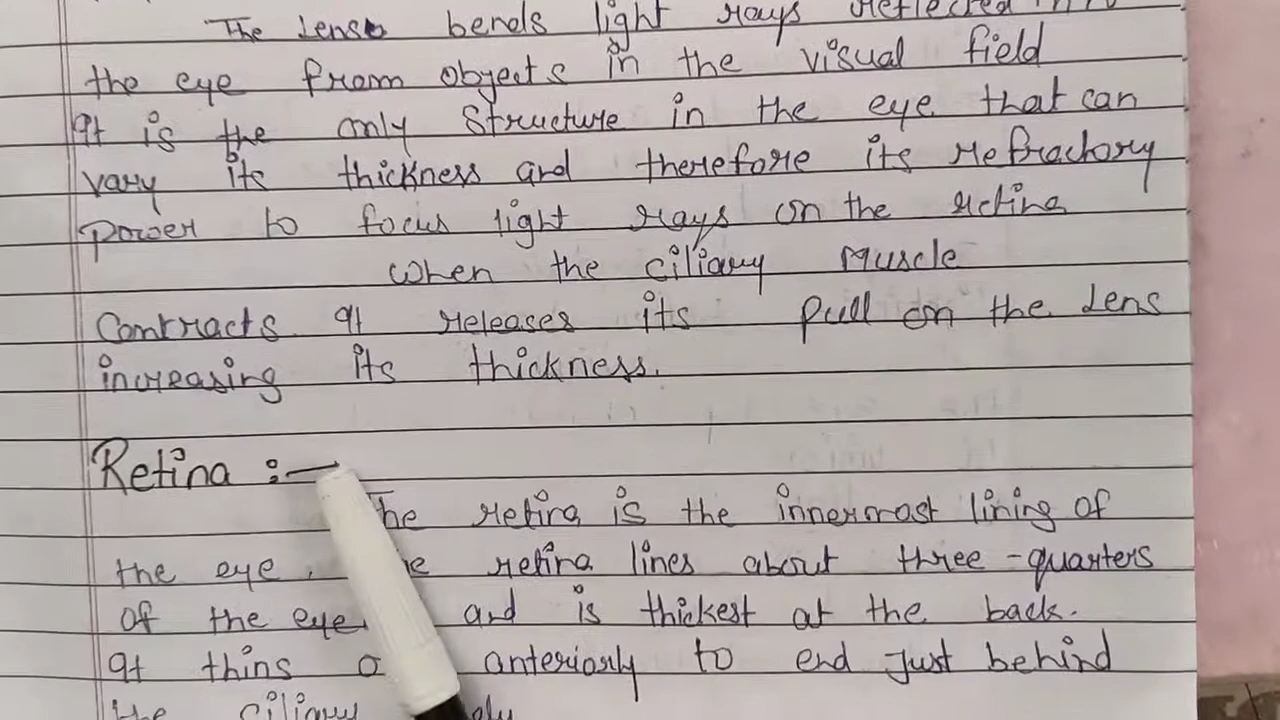 The Lens bends light rays reflected into
the eye from objects in the visual field
It is the only structure in the eye that can
vary its thickness and therefore its refractory
power to focus light rays on the retina
When the ciliary Muscle
Contracts It releases its pull on the Lens
increasing its thickness.
Retina :—
The retina is the innermost lining of
the eye. retina lines about three-quarters
of the eye and is thickest at the back.
It thins anteriorly to end Just behind
the ciliary